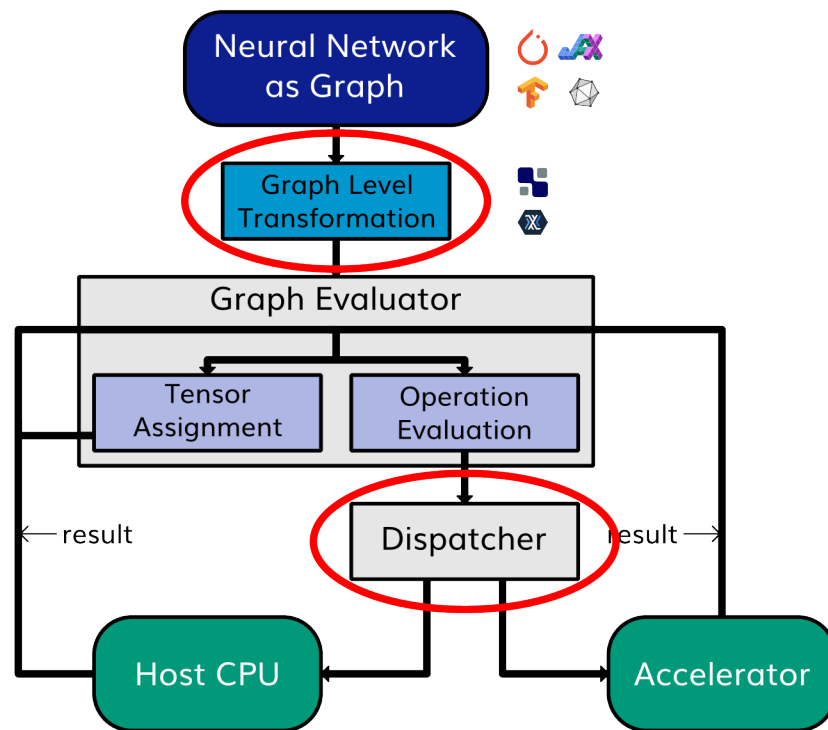 Neural Network
as Graph
JAX
Graph Level
Transformation
Graph Evaluator
Tensor
Assignment
Operation
Evaluation
Dispatcher
result
result
Host CPU
Accelerator